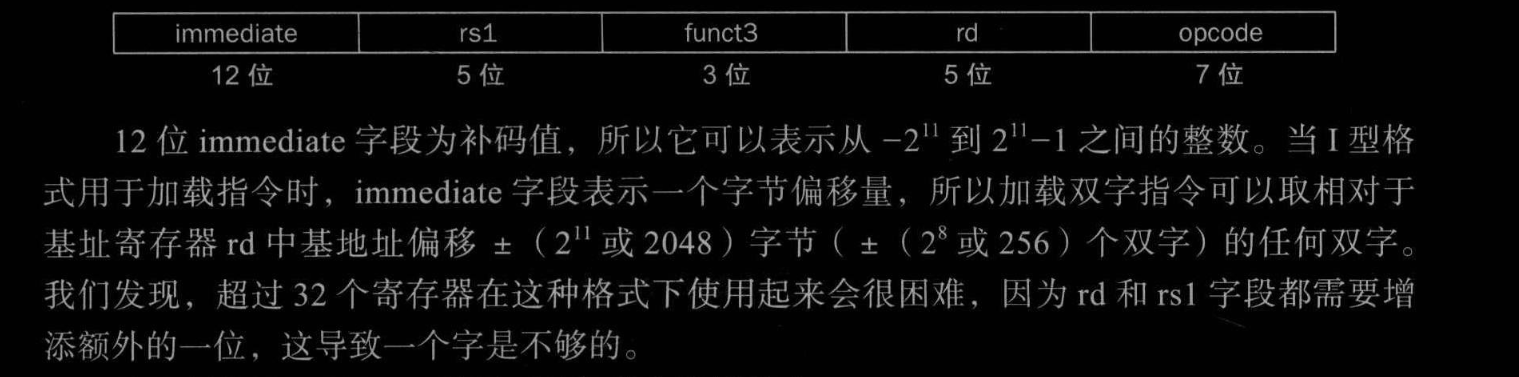 immediate rs1 funct3 rd opcode
12 位 5 位 3 位 5 位 7 位
12 位 immediate 字段为补码值，所以它可以表示从 −2¹¹ 到 2¹¹−1 之间的整数。当 I 型格
式用于加载指令时，immediate 字段表示一个字节偏移量，所以加载双字指令可以取相对于
基址寄存器 rd 中基地址偏移 ±（2¹¹ 或 2048）字节（±（2⁸ 或 256）个双字）的任何双字。
我们发现，超过 32 个寄存器在这种格式下使用起来会很困难，因为 rd 和 rs1 字段都需要增
添额外的一位，这导致一个字是不够的。